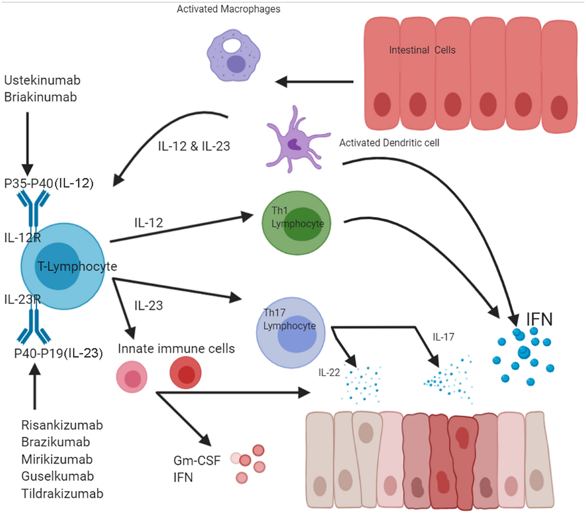 Activated Macrophages
Intestinal Cells
Ustekinumab
Briakinumab
IL-12 & IL-23
Activated Dendritic cell
P35-P40(IL-12)
IL-12R
IL-12
Th1
Lymphocyte
T-Lymphocyte
IL-23R
IL-23
Th17
Lymphocyte
IFN
IL-17
P40-P19(IL-23)
Innate immune cells
IL-22
Risankizumab
Brazikumab
Mirikizumab
Guselkumab
Tildrakizumab
Gm-CSF
IFN